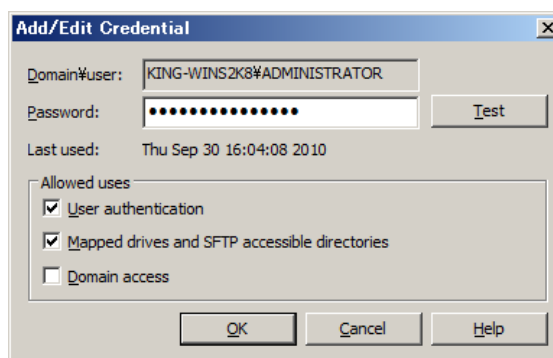 Add/Edit Credential
Domain¥user: KING-WINS2K8¥ADMINISTRATOR
Password: ●●●●●●●●●●●●●●● Test
Last used: Thu Sep 30 16:04:08 2010
Allowed uses
User authentication
Mapped drives and SFTP accessible directories
Domain access
OK Cancel Help